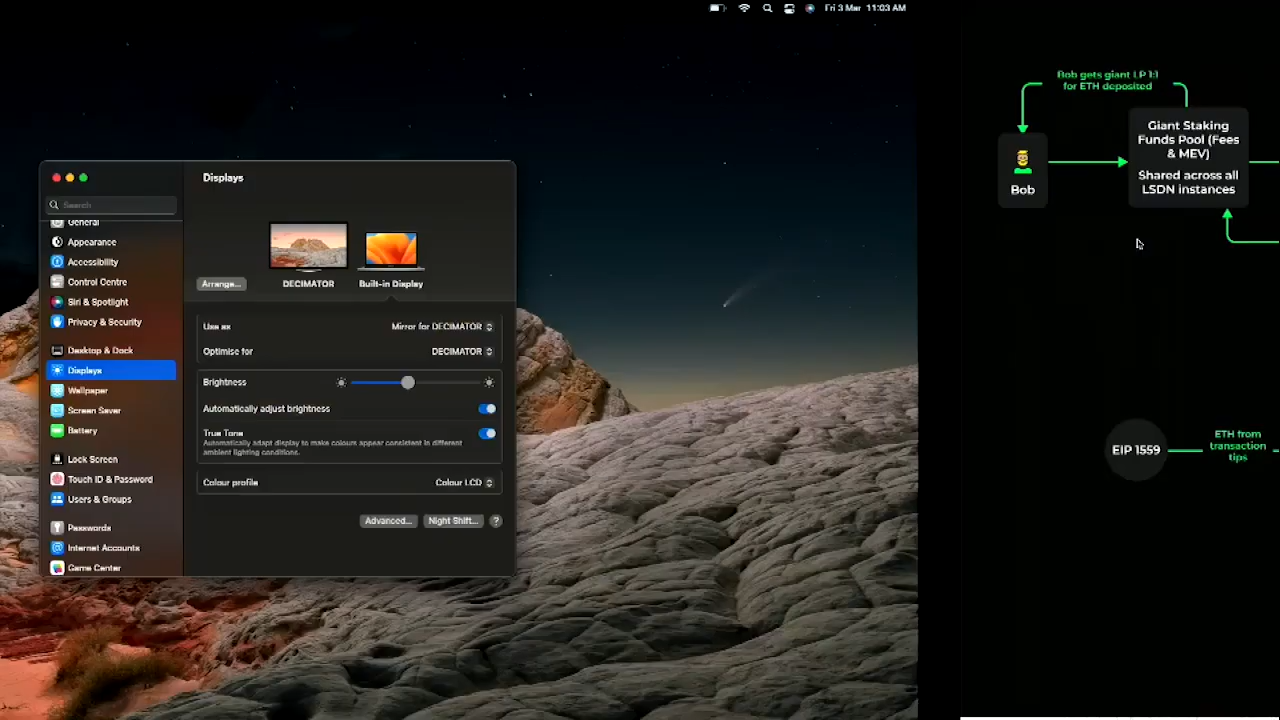 Fri 3 Mar 11:03 AM
Displays
Search
General
Appearance
Accessibility
Control Centre
Siri & Spotlight
Privacy & Security
Desktop & Dock
Displays
Wallpaper
Screen Saver
Battery
Lock Screen
Touch ID & Password
Users & Groups
Passwords
Internet Accounts
Game Center
Arrange...
DECIMATOR
Built-in Display
Use as
Mirror for DECIMATOR
Optimise for
DECIMATOR
Brightness
Automatically adjust brightness
True Tone
Automatically adapt display to make colours appear consistent in different
ambient lighting conditions.
Colour profile
Colour LCD
Advanced...
Night Shift...
?
Bob gets giant LP 1:1
for ETH deposited
Bob
Giant Staking
Funds Pool (Fees
& MEV)
Shared across all
LSDN instances
EIP 1559
ETH from
transaction
tips